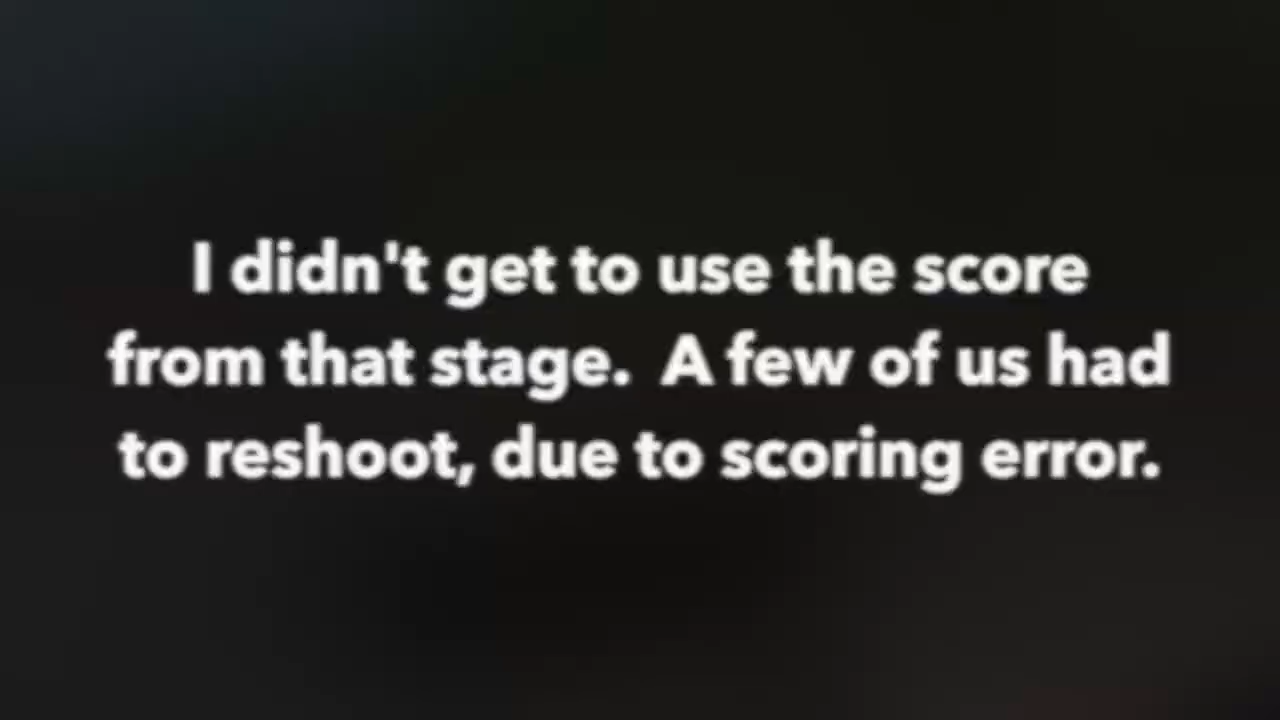 I didn't get to use the score
from that stage.  A few of us had
to reshoot, due to scoring error.